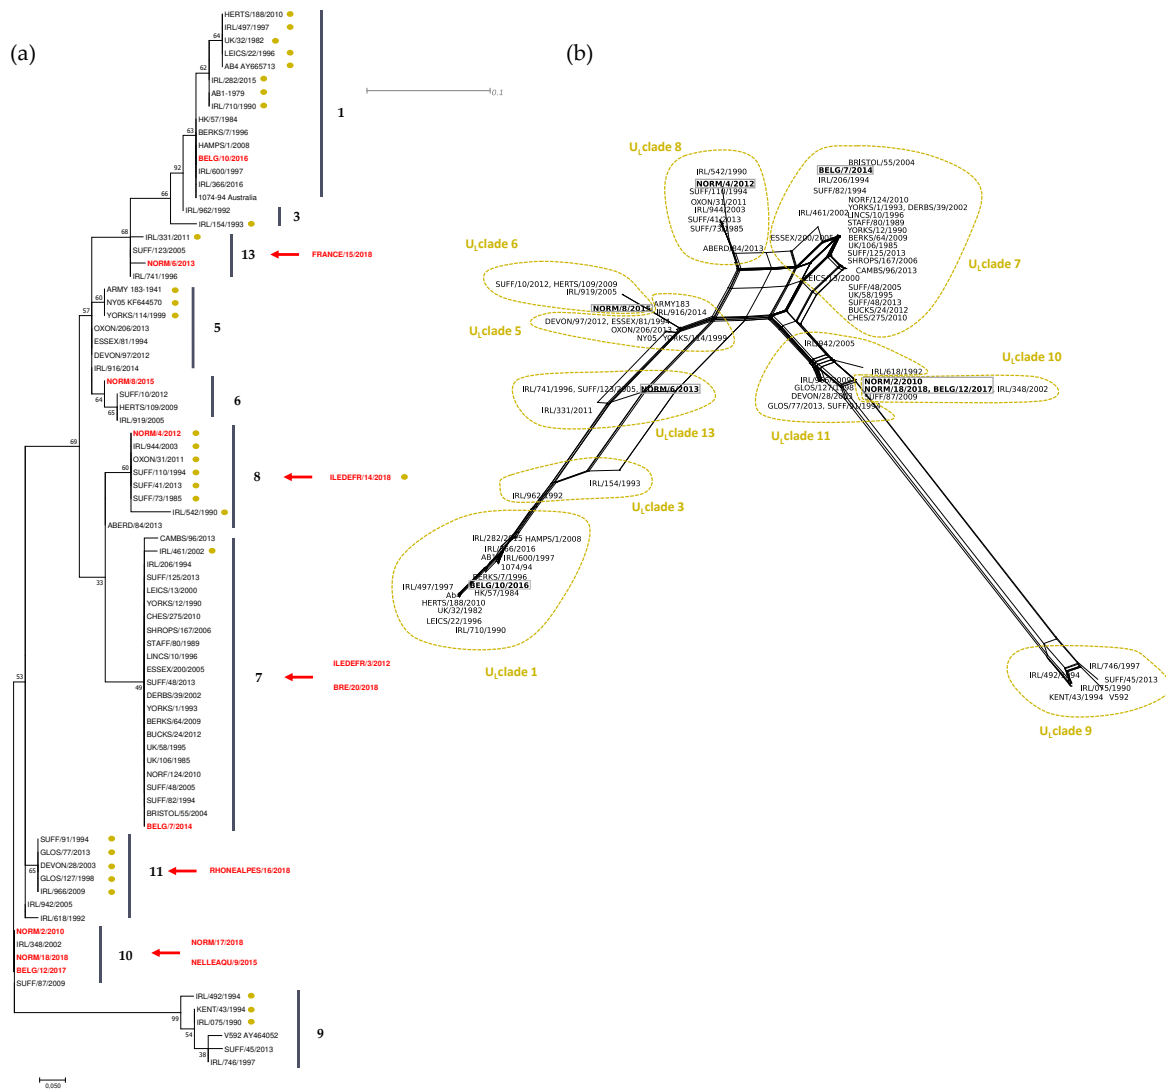 (a)
HERTS/188/2010
IRL/497/1997
UK/32/1982
LEICS/22/1996
AB4 AY665713
IRL/282/2015
AB1-1979
IRL/710/1990
HK/57/1984
BERKS/7/1996
HAMPS/1/2008
BELG/10/2016
IRL/600/1997
IRL/366/2016
1074-94 Australia
IRL/962/1992
IRL/154/1993
IRL/331/2011
SUFF/123/2005
NORM/6/2013
IRL/741/1996
ARMY 183-1941
NY05 KF644570
YORKS/114/1999
OXON/206/2013
ESSEX/81/1994
DEVON/97/2012
IRL/916/2014
NORM/8/2015
SUFF/10/2012
HERTS/109/2009
IRL/919/2005
NORM/4/2012
IRL/944/2003
OXON/31/2011
SUFF/110/1994
SUFF/41/2013
SUFF/73/1985
IRL/542/1990
ABERD/84/2013
CAMBS/96/2013
IRL/461/2002
IRL/206/1994
SUFF/125/2013
LEICS/13/2000
YORKS/12/1990
CHES/275/2010
SHROPS/167/2006
STAFF/80/1989
LINCS/10/1996
ESSEX/200/2005
SUFF/48/2013
DERBS/39/2002
YORKS/1/1993
BERKS/64/2009
BUCKS/24/2012
UK/58/1995
UK/106/1985
NORF/124/2010
SUFF/48/2005
SUFF/82/1994
BRISTOL/55/2004
BELG/7/2014
SUFF/91/1994
GLOS/77/2013
DEVON/28/2003
GLOS/127/1998
IRL/966/2009
IRL/942/2005
IRL/618/1992
NORM/2/2010
IRL/348/2002
NORM/18/2018
BELG/12/2017
SUFF/87/2009
IRL/492/1994
KENT/43/1994
IRL/075/1990
V592 AY464052
SUFF/45/2013
IRL/746/1997
64
62
63
92
66
68
60
57
64
69
60
33
49
53
65
99
54
38
1
3
13
5
6
8
7
11
10
9
FRANCE/15/2018
ILEDEFR/14/2018
ILEDEFR/3/2012
BRE/20/2018
RHONEALPES/16/2018
NORM/17/2018
NELLEAQU/9/2015
0,050
(b)
0.1
ULclade 8
IRL/542/1990
NORM/4/2012
SUFF/110/1994
OXON/31/2011
IRL/944/2003
SUFF/41/2013
SUFF/73/1985
ABERD/84/2013
BRISTOL/55/2004
BELG/7/2014
IRL/206/1994
SUFF/82/1994
NORF/124/2010
YORKS/1/1993, DERBS/39/2002
IRL/461/2002
LINCS/10/1996
STAFF/80/1989
YORKS/12/1990
ESSEX/200/2005
BERKS/64/2009
UK/106/1985
SUFF/125/2013
SHROPS/167/2006
CAMBS/96/2013
LEICS/13/2000
SUFF/48/2005
UK/58/1995
SUFF/48/2013
BUCKS/24/2012
CHES/275/2010
ULclade 7
ULclade 6
SUFF/10/2012, HERTS/109/2009
IRL/919/2005
NORM/8/2015
ARMY183
IRL/916/2014
ULclade 5
DEVON/97/2012, ESSEX/81/1994
OXON/206/2013
NY05, YORKS/114/1999
IRL/942/2005
ULclade 10
IRL/618/1992
NORM/2/2010
NORM/18/2018, BELG/12/2017
IRL/348/2002
SUFF/87/2009
GLOS/127/1998
DEVON/28/2003
GLOS/77/2013, SUFF/91/1994
ULclade 11
IRL/741/1996, SUFF/123/2005,
NORM/6/2013
IRL/331/2011
ULclade 13
IRL/154/1993
IRL/962/1992
ULclade 3
IRL/282/2015
HAMPS/1/2008
IRL/366/2016
IRL/600/1997
1074/94
BERKS/7/1996
BELG/10/2016
IRL/497/1997
HK/57/1984
HERTS/188/2010
UK/32/1982
LEICS/22/1996
IRL/710/1990
ULclade 1
IRL/746/1997
IRL/492/1994
SUFF/45/2013
IRL/075/1990
KENT/43/1994
V592
ULclade 9